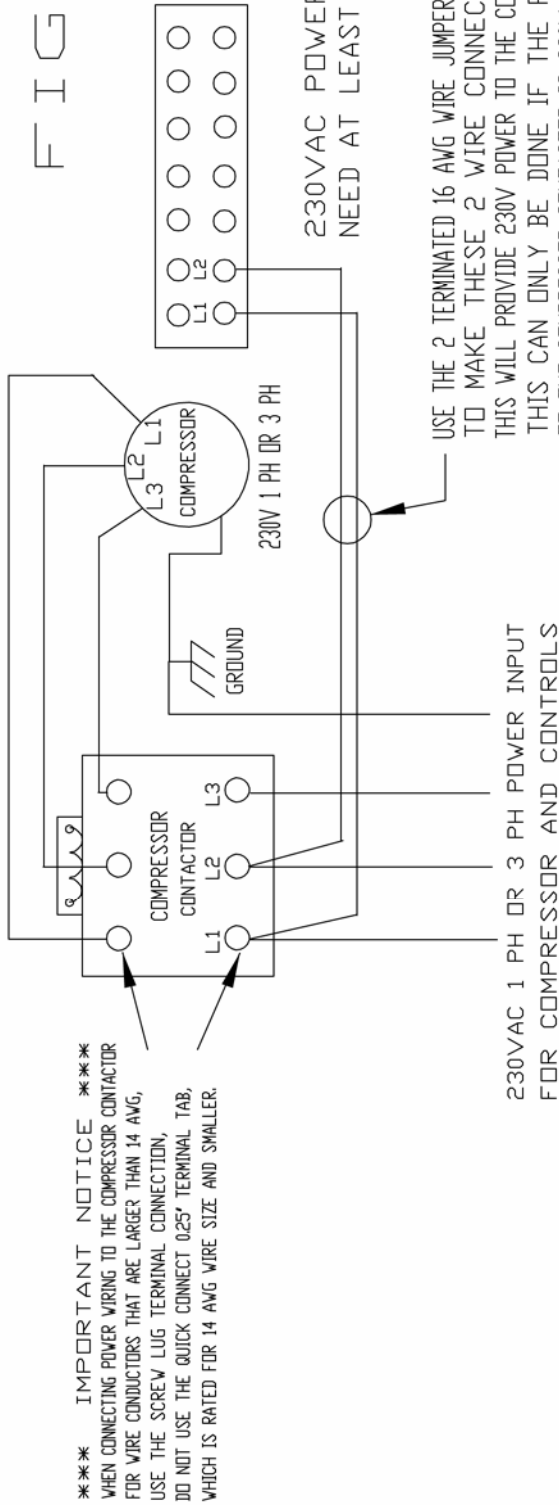 *** IMPORTANT NOTICE ***
WHEN CONNECTING POWER WIRING TO THE COMPRESSOR CONTACTOR
FOR WIRE CONDUCTORS THAT ARE LARGER THAN 14 AWG,
USE THE SCREW LUG TERMINAL CONNECTION,
DO NOT USE THE QUICK CONNECT 0.25" TERMINAL TAB,
WHICH IS RATED FOR 14 AWG WIRE SIZE AND SMALLER.
COMPRESSOR
CONTACTOR
L1
L2
L3
GROUND
L3
L2
L1
COMPRESSOR
230V 1 PH OR 3 PH
L1
L2
FIG
230VAC POWER
NEED AT LEAST
230VAC 1 PH OR 3 PH POWER INPUT
FOR COMPRESSOR AND CONTROLS
USE THE 2 TERMINATED 16 AWG WIRE JUMPER
TO MAKE THESE 2 WIRE CONNEC
THIS WILL PROVIDE 230V POWER TO THE
THIS CAN ONLY BE DONE IF THE